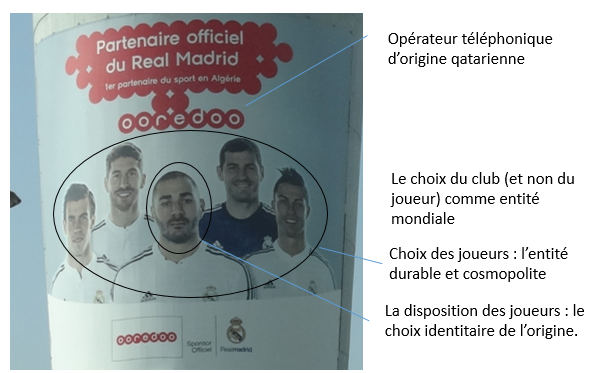 Partenaire officiel
du Real Madrid
1er partenaire du sport en Algérie
ooredoo
ooredoo
Sponsor
Officiel
Realmadrid
Opérateur téléphonique
d’origine qatarienne
Le choix du club (et non du
joueur) comme entité
mondiale
Choix des joueurs : l’entité
durable et cosmopolite
La disposition des joueurs : le
choix identitaire de l’origine.